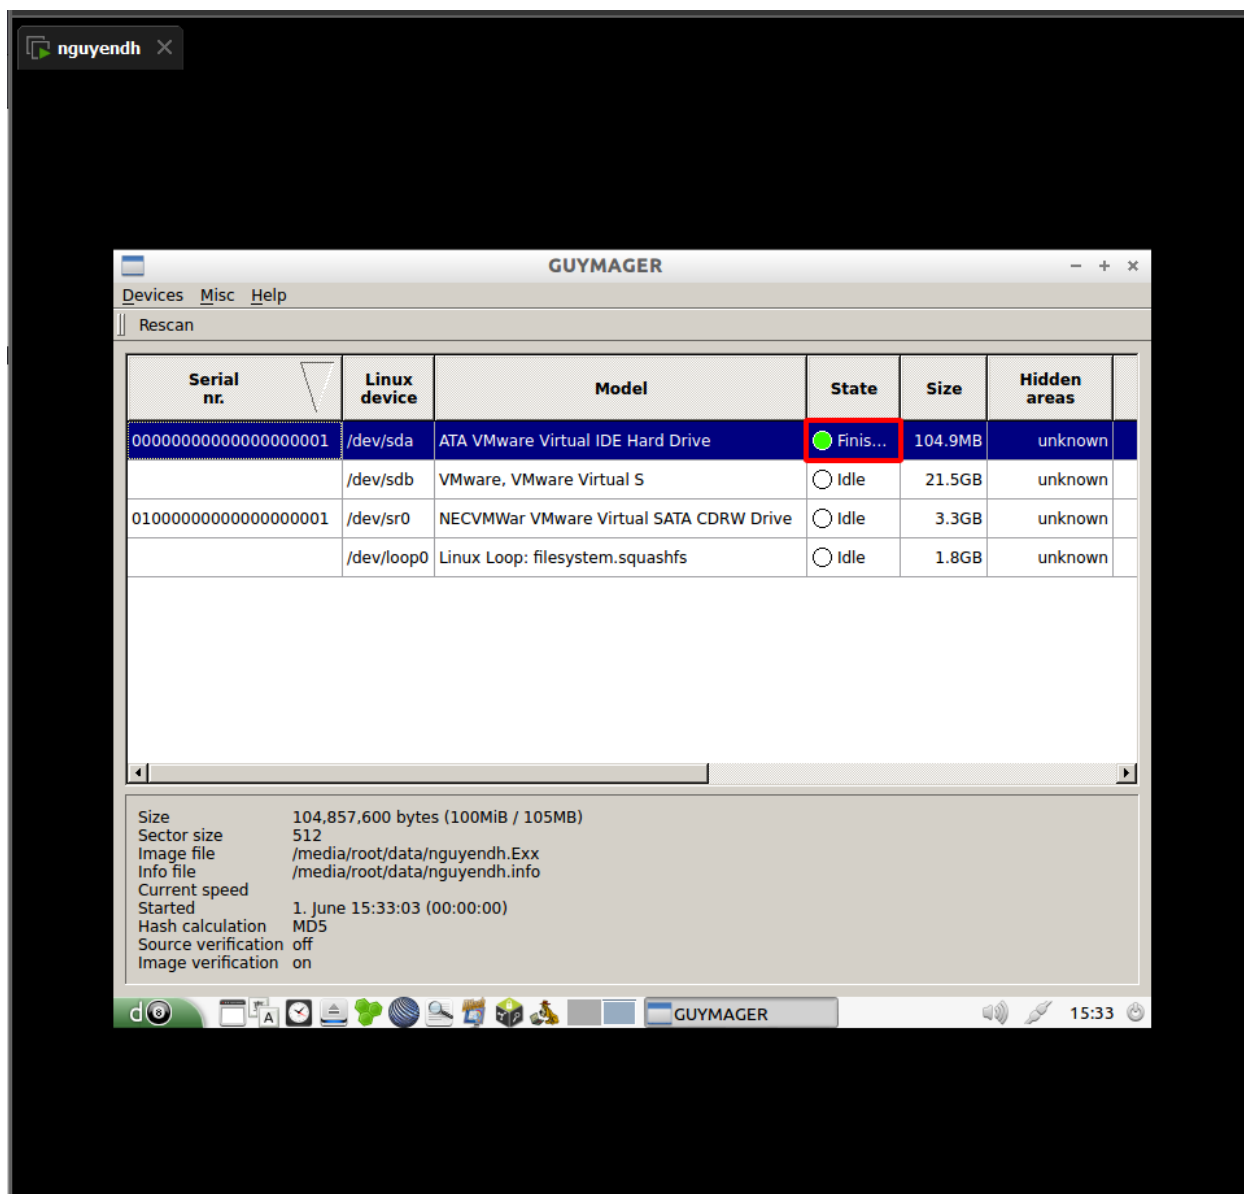 nguyendh
GUYMAGER
Devices Misc Help
Rescan
Serial nr. Linux device Model State Size Hidden areas
00000000000000000001 /dev/sda ATA VMware Virtual IDE Hard Drive Finis... 104.9MB unknown
/dev/sdb VMware, VMware Virtual S Idle 21.5GB unknown
01000000000000000001 /dev/sr0 NECVMWar VMware Virtual SATA CDRW Drive Idle 3.3GB unknown
/dev/loop0 Linux Loop: filesystem.squashfs Idle 1.8GB unknown
Size 104,857,600 bytes (100MiB / 105MB)
Sector size 512
Image file /media/root/data/nguyendh.Exx
Info file /media/root/data/nguyendh.info
Current speed
Started 1. June 15:33:03 (00:00:00)
Hash calculation MD5
Source verification off
Image verification on
d8 GUYMAGER 15:33